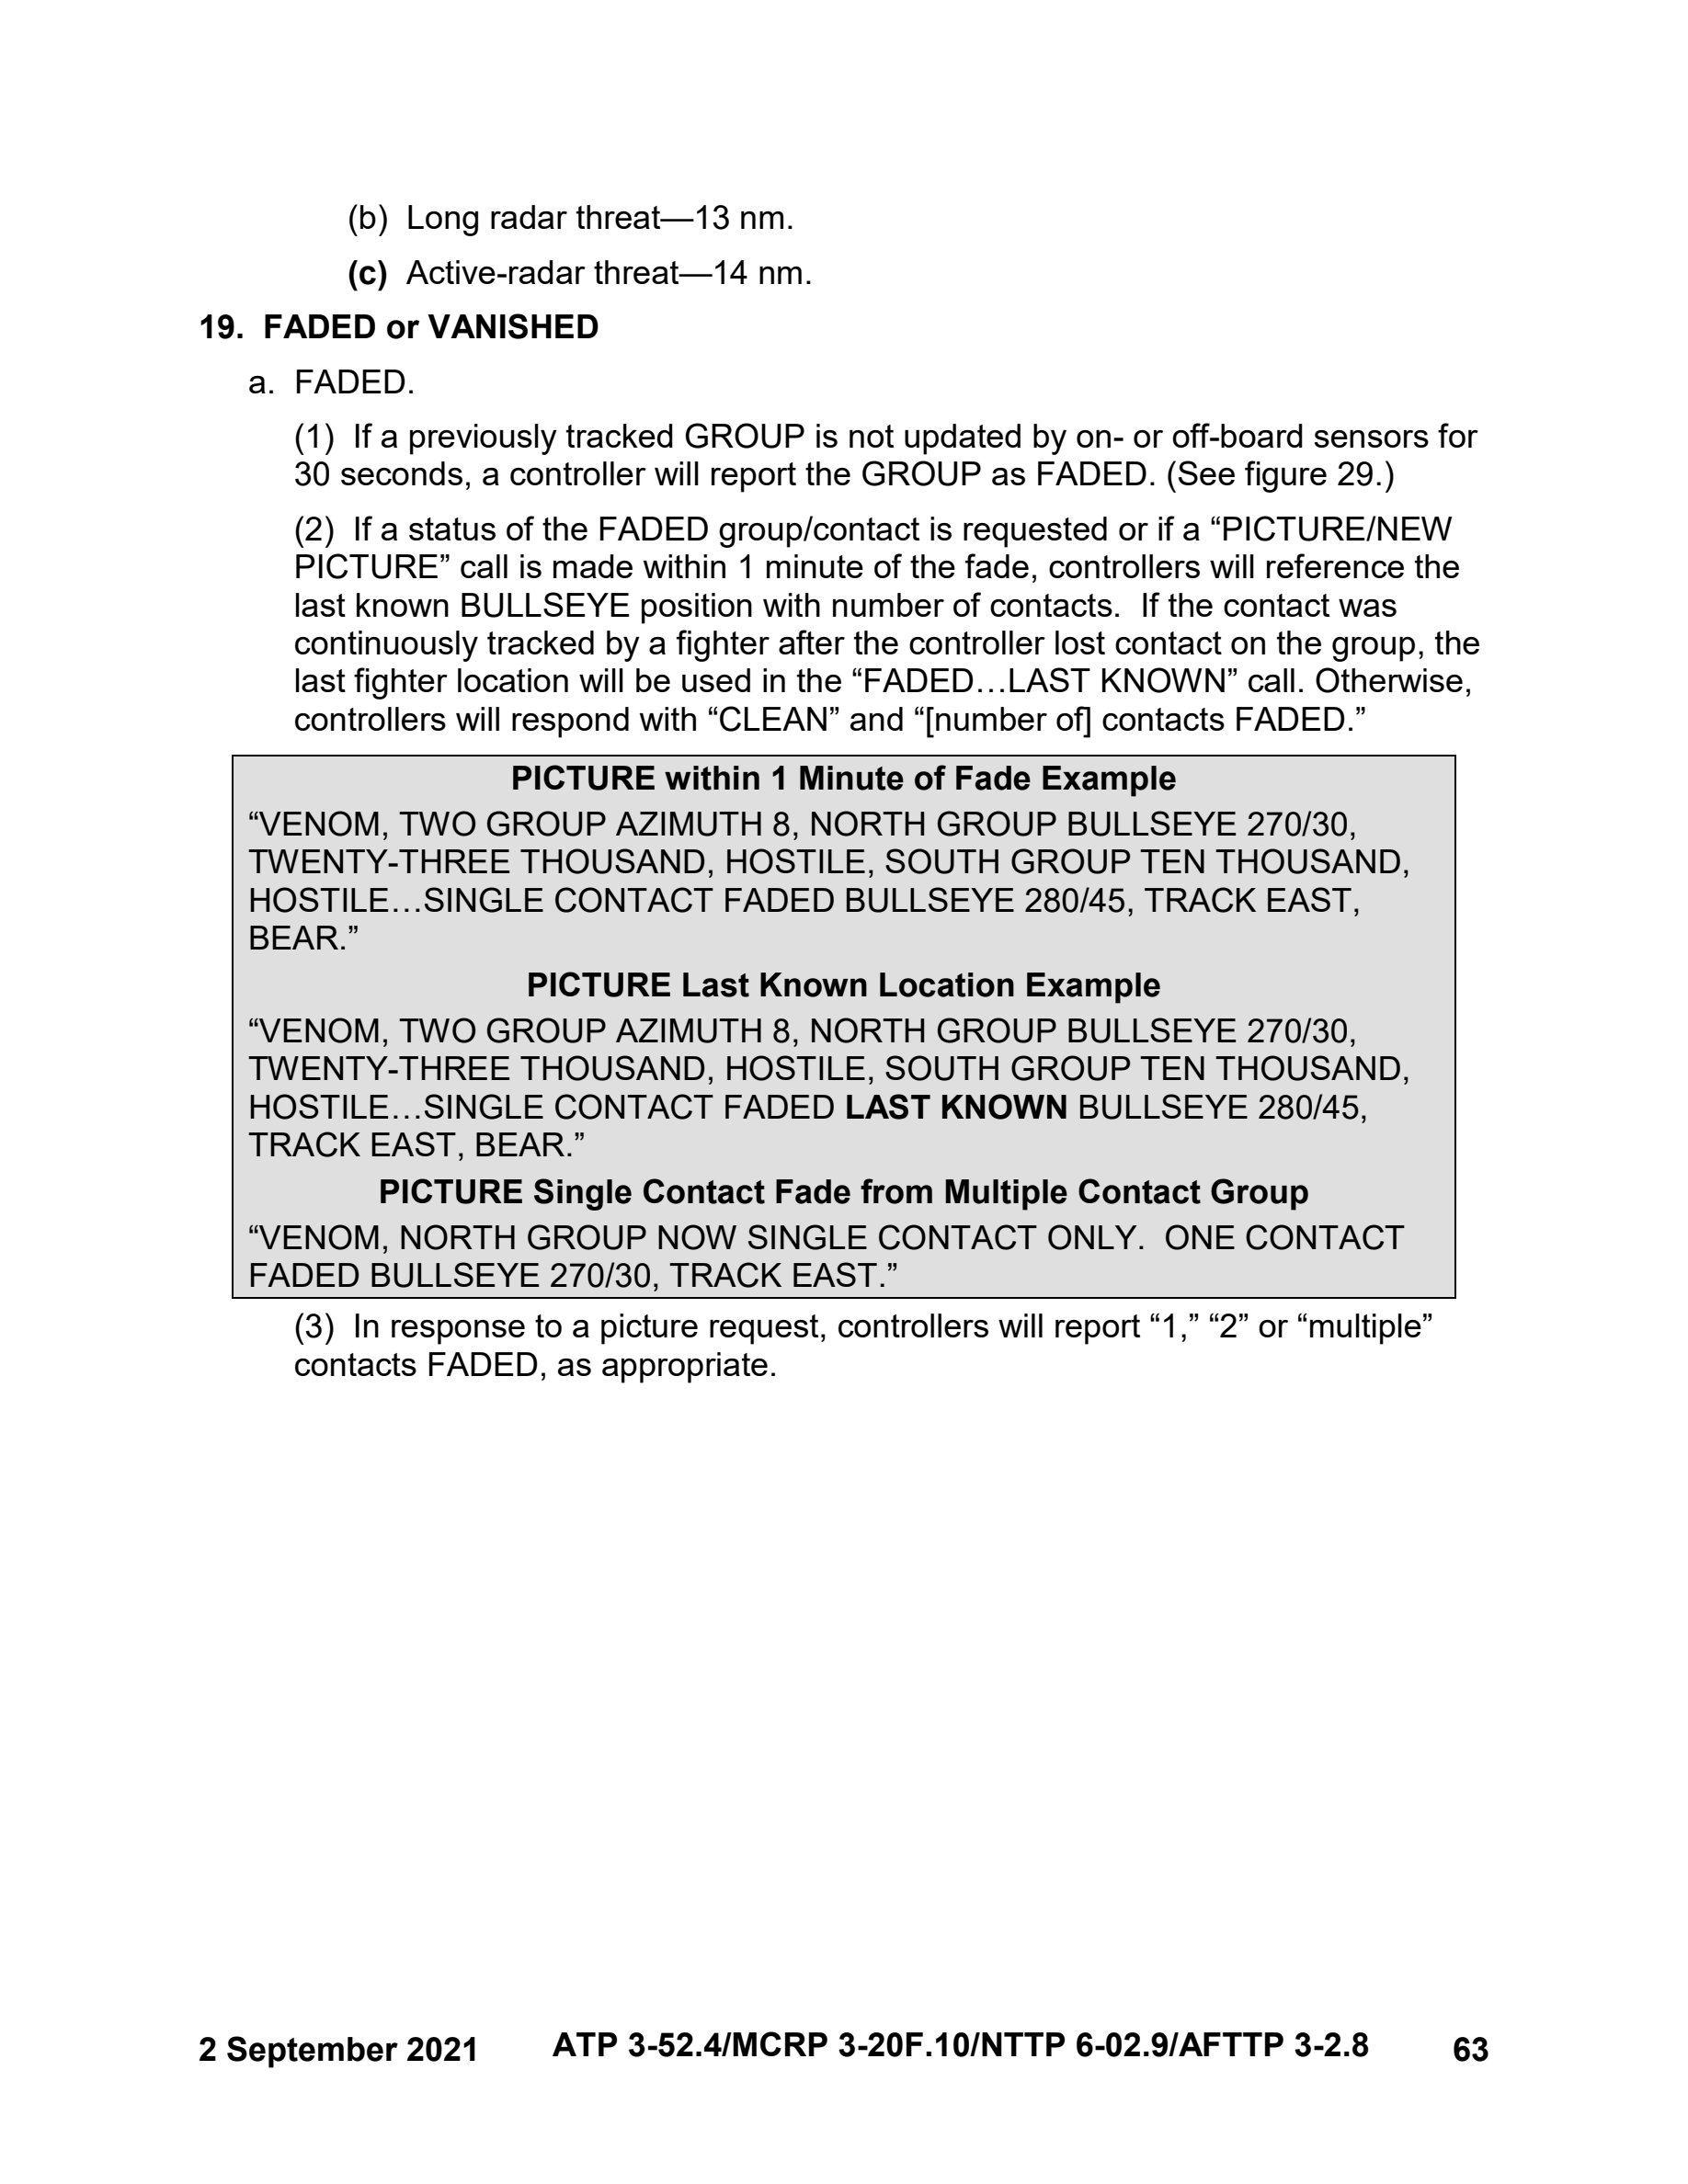 (b) Long radar threat—13 nm.
(c) Active-radar threat—14 nm.
19. FADED or VANISHED
a. FADED.
(1) If a previously tracked GROUP is not updated by on- or off-board sensors for
30 seconds, a controller will report the GROUP as FADED. (See figure 29.)
(2) If a status of the FADED group/contact is requested or if a “PICTURE/NEW
PICTURE” call is made within 1 minute of the fade, controllers will reference the
last known BULLSEYE position with number of contacts. If the contact was
continuously tracked by a fighter after the controller lost contact on the group, the
last fighter location will be used in the “FADED…LAST KNOWN” call. Otherwise,
controllers will respond with “CLEAN” and “[number of] contacts FADED.”
PICTURE within 1 Minute of Fade Example
“VENOM, TWO GROUP AZIMUTH 8, NORTH GROUP BULLSEYE 270/30,
TWENTY-THREE THOUSAND, HOSTILE, SOUTH GROUP TEN THOUSAND,
HOSTILE…SINGLE CONTACT FADED BULLSEYE 280/45, TRACK EAST,
BEAR.”
PICTURE Last Known Location Example
“VENOM, TWO GROUP AZIMUTH 8, NORTH GROUP BULLSEYE 270/30,
TWENTY-THREE THOUSAND, HOSTILE, SOUTH GROUP TEN THOUSAND,
HOSTILE…SINGLE CONTACT FADED LAST KNOWN BULLSEYE 280/45,
TRACK EAST, BEAR.”
PICTURE Single Contact Fade from Multiple Contact Group
“VENOM, NORTH GROUP NOW SINGLE CONTACT ONLY. ONE CONTACT
FADED BULLSEYE 270/30, TRACK EAST.”
(3) In response to a picture request, controllers will report “1,” “2” or “multiple”
contacts FADED, as appropriate.
2 September 2021 ATP 3-52.4/MCRP 3-20F.10/NTTP 6-02.9/AFTTP 3-2.8 63